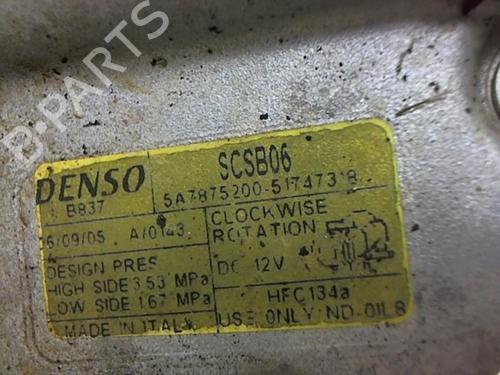 B-PARTS
DENSO
SCSB06
B837
5A7875200-51747318
6/09/05 A/0143
CLOCKWISE
ROTATION
DESIGN PRES
HIGH SIDE 3.53 MPa
LOW SIDE 1.67 MPa
DC 12V
HFC134a
MADE IN ITALY
USE ONLY ND-OIL 8